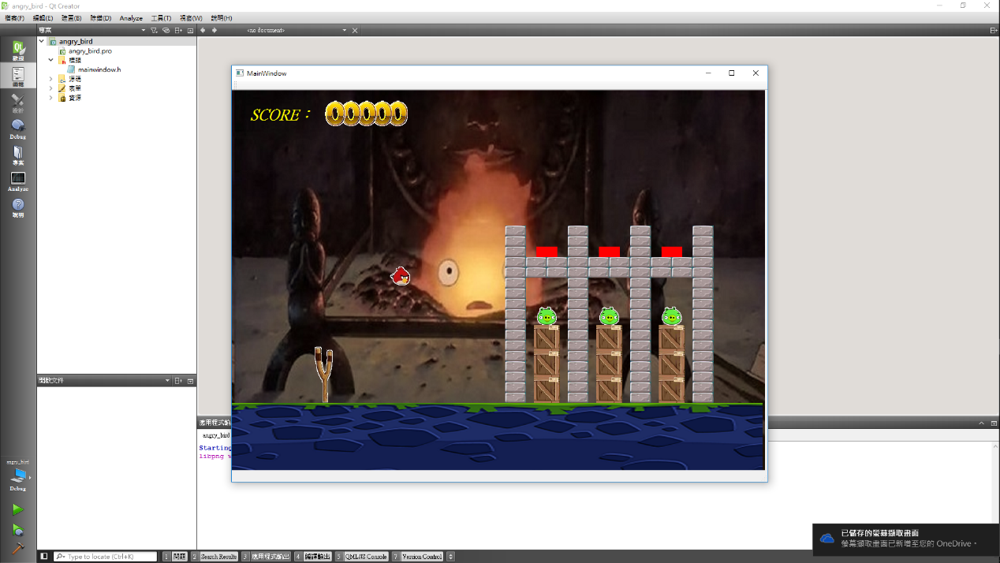 angry_bird - Qt Creator
檔案(F) 編輯(E) 建置(B) 除錯(D) Analyze 工具(T) 視窗(W) 說明(H)
專案
<no document>
angry_bird
angry_bird.pro
標頭
mainwindow.h
源碼
表單
資源
歡迎
編輯
設計
Debug
專案
Analyze
說明
MainWindow
SCORE：
00000
開啟文件
應用程式輸
angry_bird
Starting
libpng w
angry_bird
Debug
Type to locate (Ctrl+K)
1 問題 2 Search Results 3 應用程式輸出 4 編譯輸出 5 QML/JS Console 7 Version Control
已儲存的螢幕擷取畫面
螢幕擷取畫面已新增至您的 OneDrive。